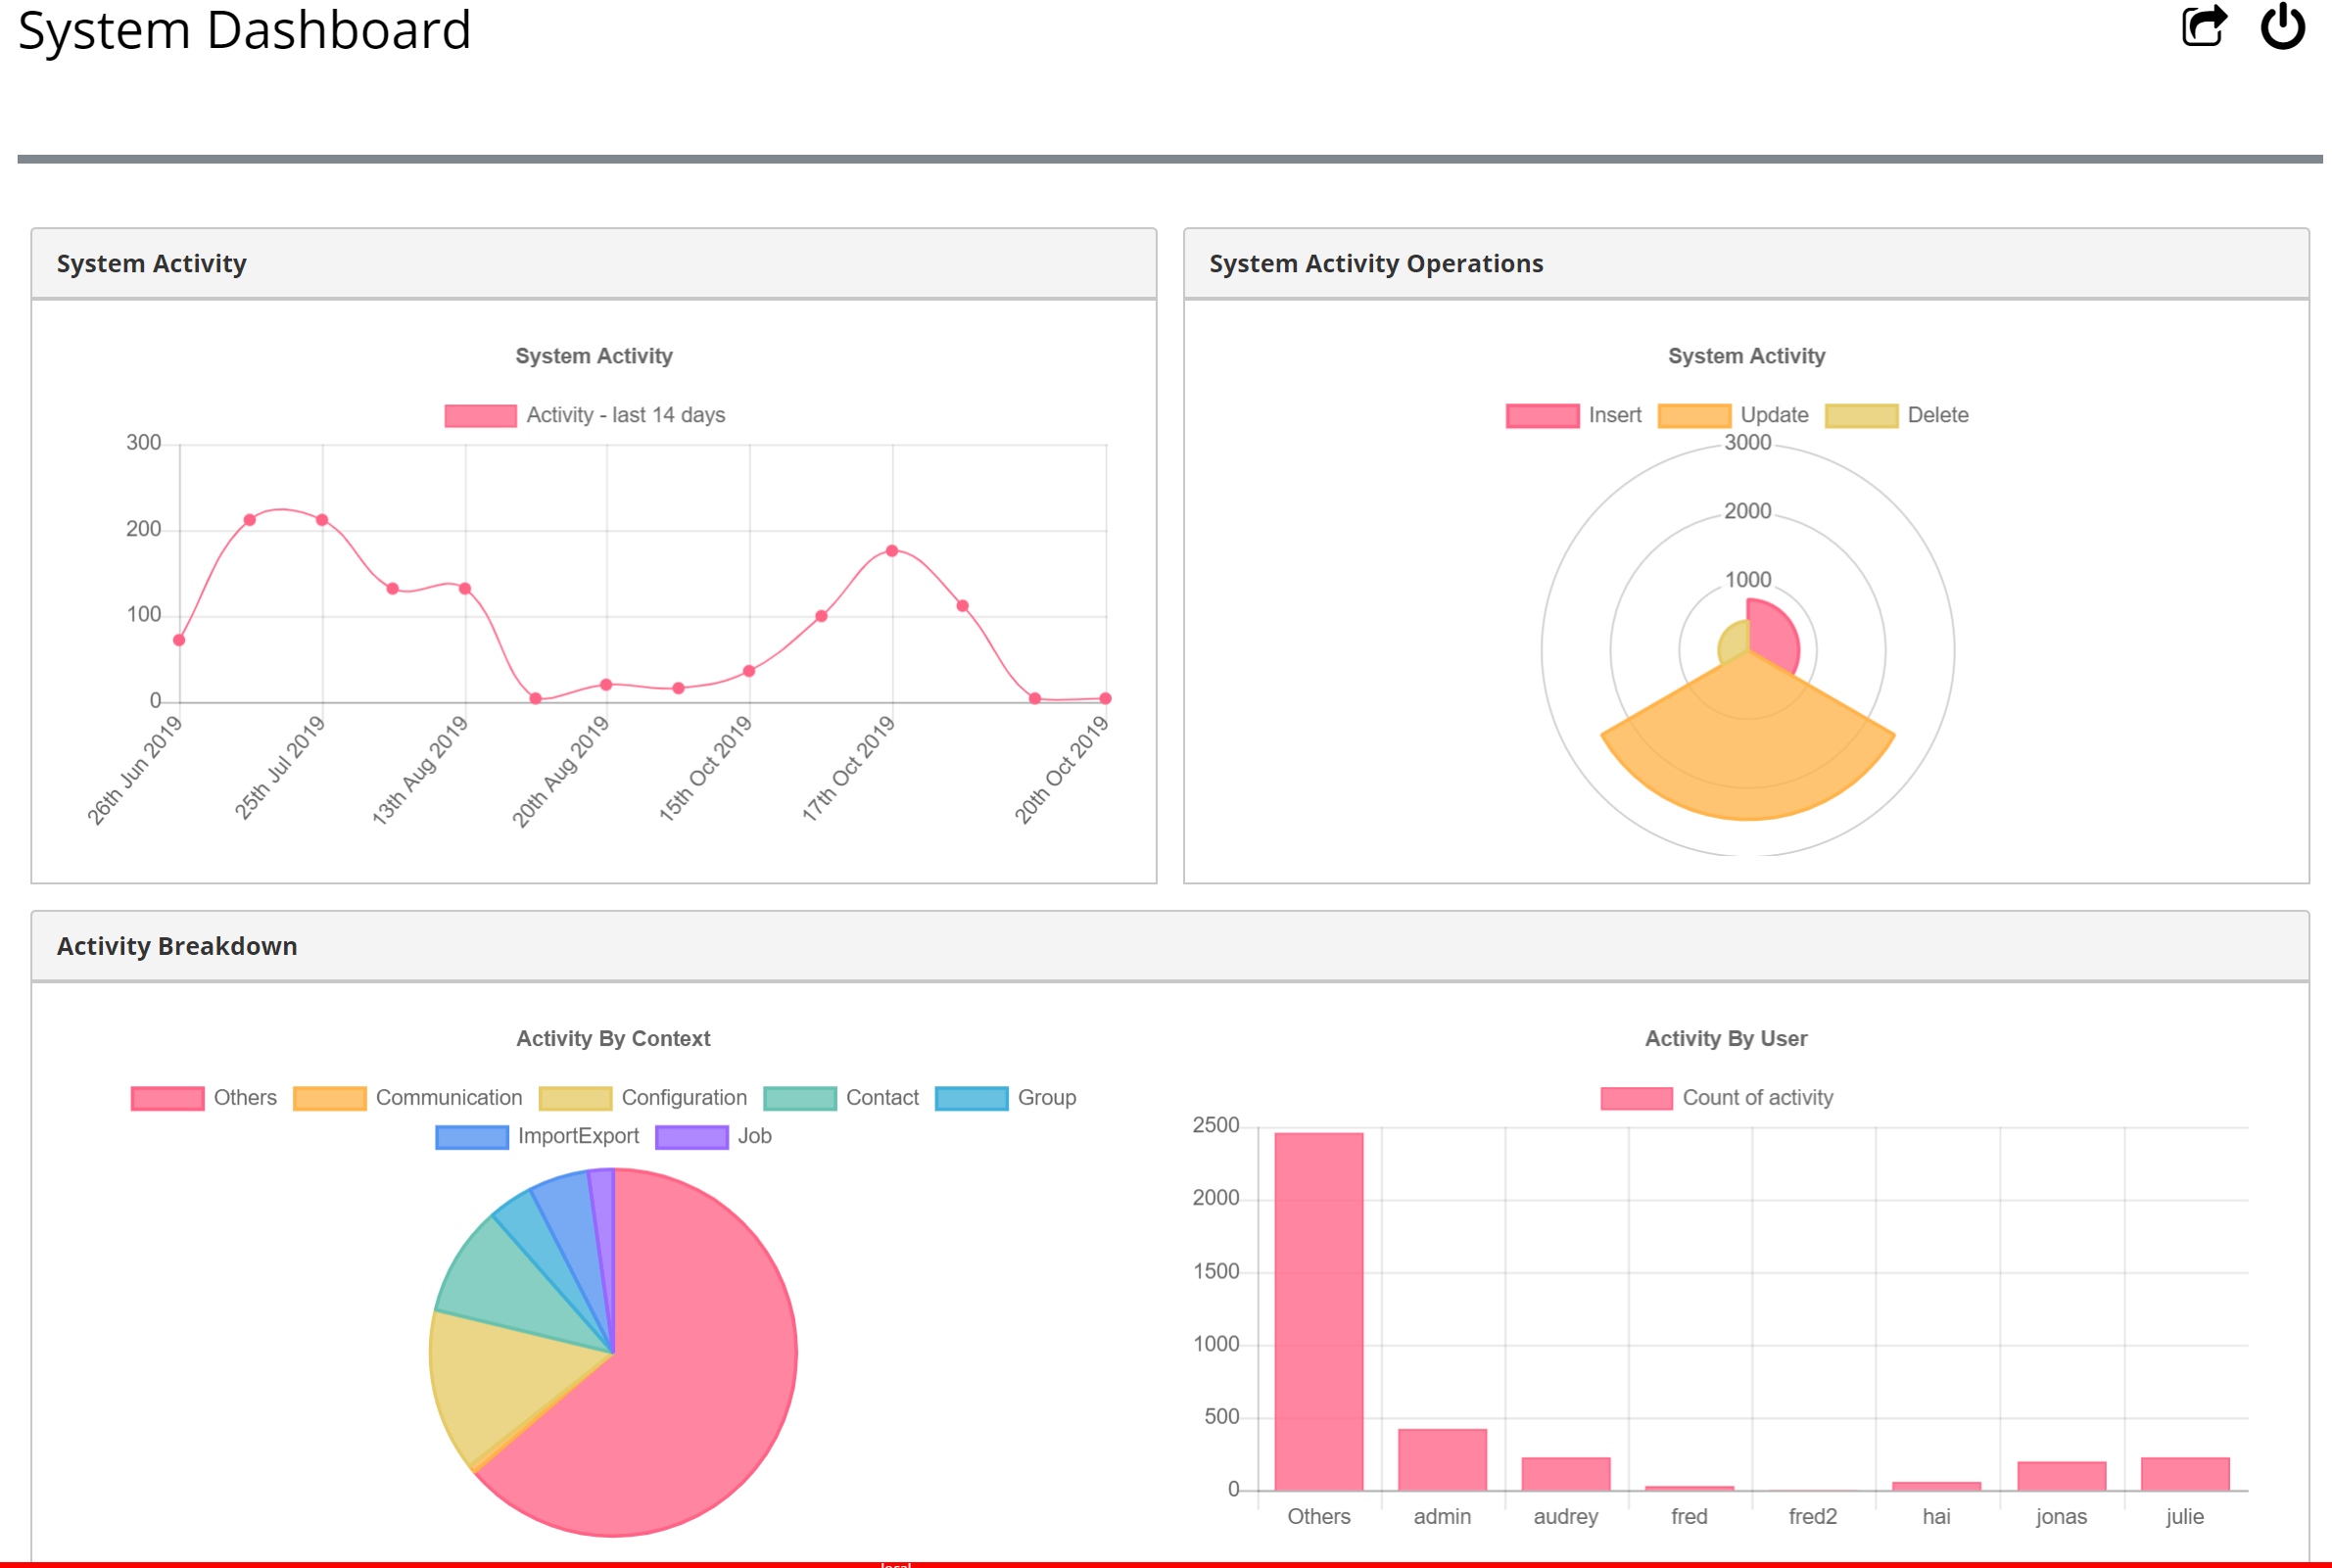 System Dashboard
System Activity
System Activity
Activity - last 14 days
300
200
100
0
26th Jun 2019
25th Jul 2019
13th Aug 2019
20th Aug 2019
15th Oct 2019
17th Oct 2019
20th Oct 2019
System Activity Operations
System Activity
Insert Update Delete
3000
2000
1000
Activity Breakdown
Activity By Context
Others Communication Configuration Contact Group
ImportExport Job
Activity By User
Count of activity
2500
2000
1500
1000
500
0
Others admin audrey fred fred2 hai jonas julie
local